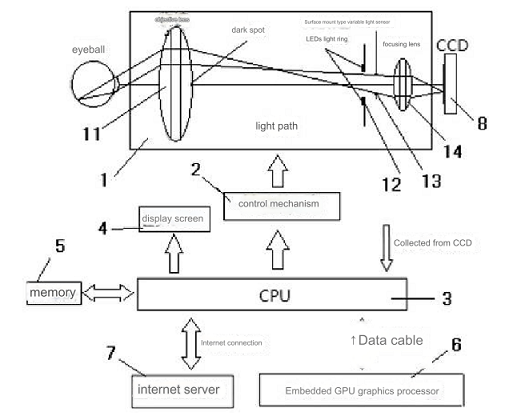 objective lens
dark spot
Surface mount type variable light sensor
eyeball
LEDs light ring
focusing lens
CCD
11
light path
8
14
1
12
13
2
control mechanism
4
display screen
5
Collected from CCD
memory
CPU
3
Internet connection
↑Data cable
7
6
internet server
Embedded GPU graphics processor